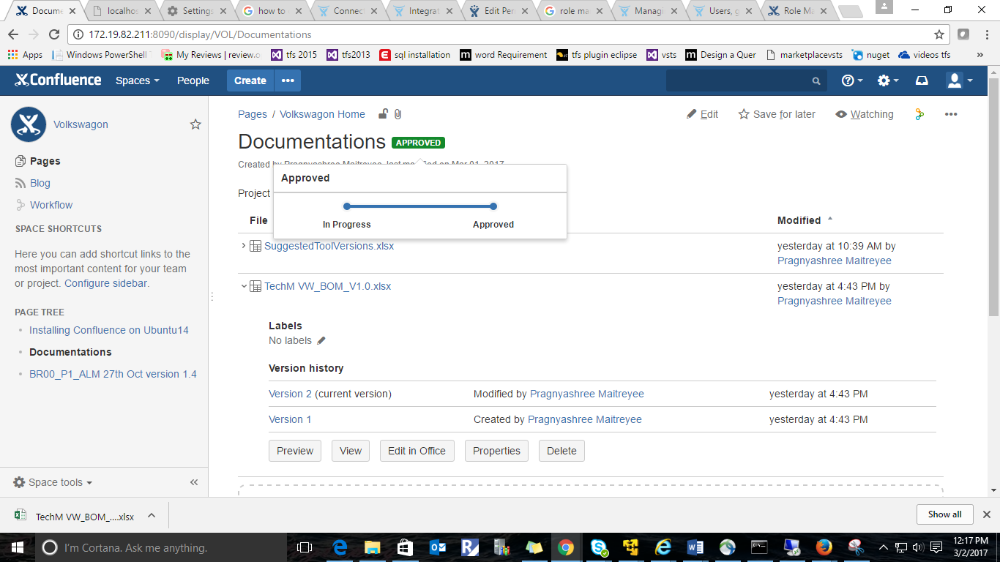 Docume
localhos
Settings
how to
Connect
Integrat
Edit Per
role ma
Managi
Users, g
Role Ma
172.19.82.211:8090/display/VOL/Documentations
Apps
Windows PowerShell
My Reviews | review.o
tfs 2015
tfs2013
sql installation
word Requirement
tfs plugin eclipse
vsts
Design a Quer
marketplacevsts
nuget
videos tfs
»
Confluence
Spaces
People
Create
•••
Volkswagon
Pages
Blog
Workflow
SPACE SHORTCUTS
Here you can add shortcut links to the
most important content for your team
or project. Configure sidebar.
PAGE TREE
Installing Confluence on Ubuntu14
Documentations
BR00_P1_ALM 27th Oct version 1.4
Space tools
Pages / Volkswagon Home
Edit
Save for later
Watching
Documentations APPROVED
Created by Pragnyashree Maitreyee, last modified on Mar 01, 2017
Approved
In Progress
Approved
Project
File
Modified
SuggestedToolVersions.xlsx
yesterday at 10:39 AM by
Pragnyashree Maitreyee
TechM VW_BOM_V1.0.xlsx
yesterday at 4:43 PM by
Pragnyashree Maitreyee
Labels
No labels
Version history
Version 2 (current version)
Modified by Pragnyashree Maitreyee
yesterday at 4:43 PM
Version 1
Created by Pragnyashree Maitreyee
yesterday at 4:43 PM
Preview
View
Edit in Office
Properties
Delete
TechM VW_BOM_....xlsx
Show all
I'm Cortana. Ask me anything.
12:17 PM
3/2/2017